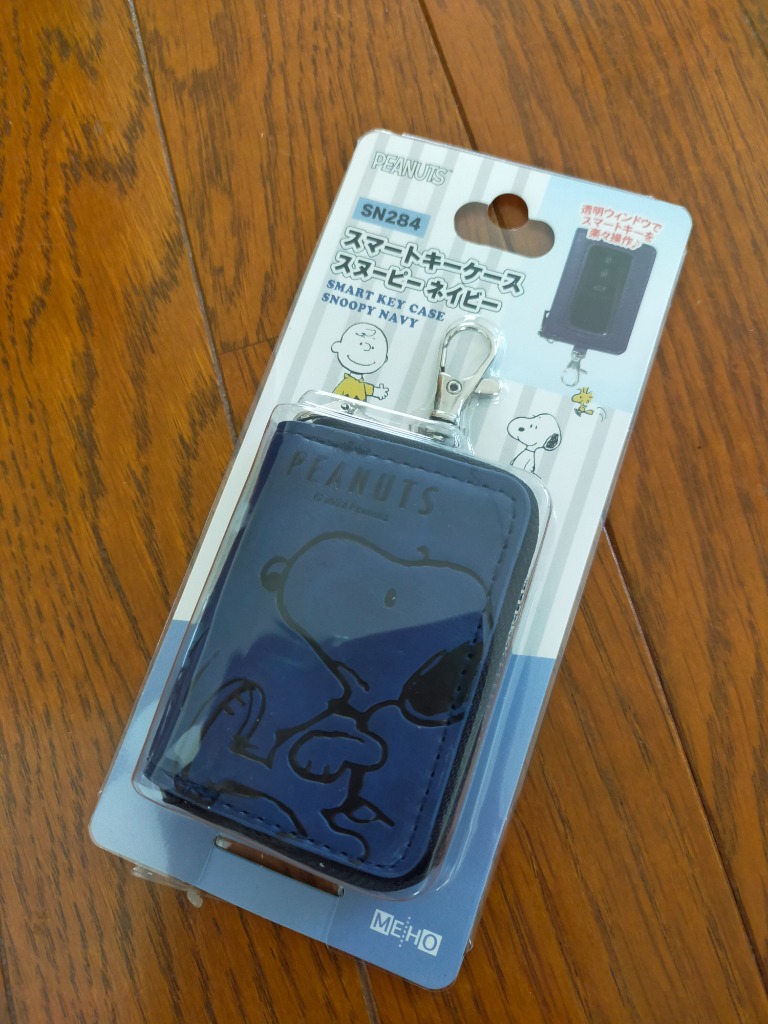 PEANUTS™
SN284
スマートキーケース
スヌーピー ネイビー
SMART KEY CASE
SNOOPY NAVY
透明ウィンドウで
スマートキーを
楽々操作♪
PEANUTS
MEHO